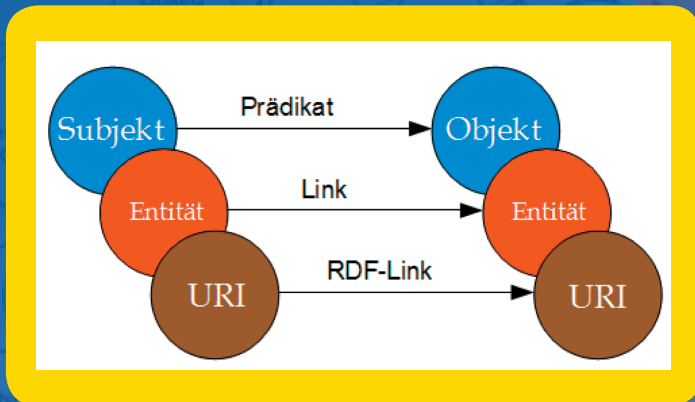 Subjekt
Prädikat
Objekt
Entität
Link
Entität
URI
RDF-Link
URI